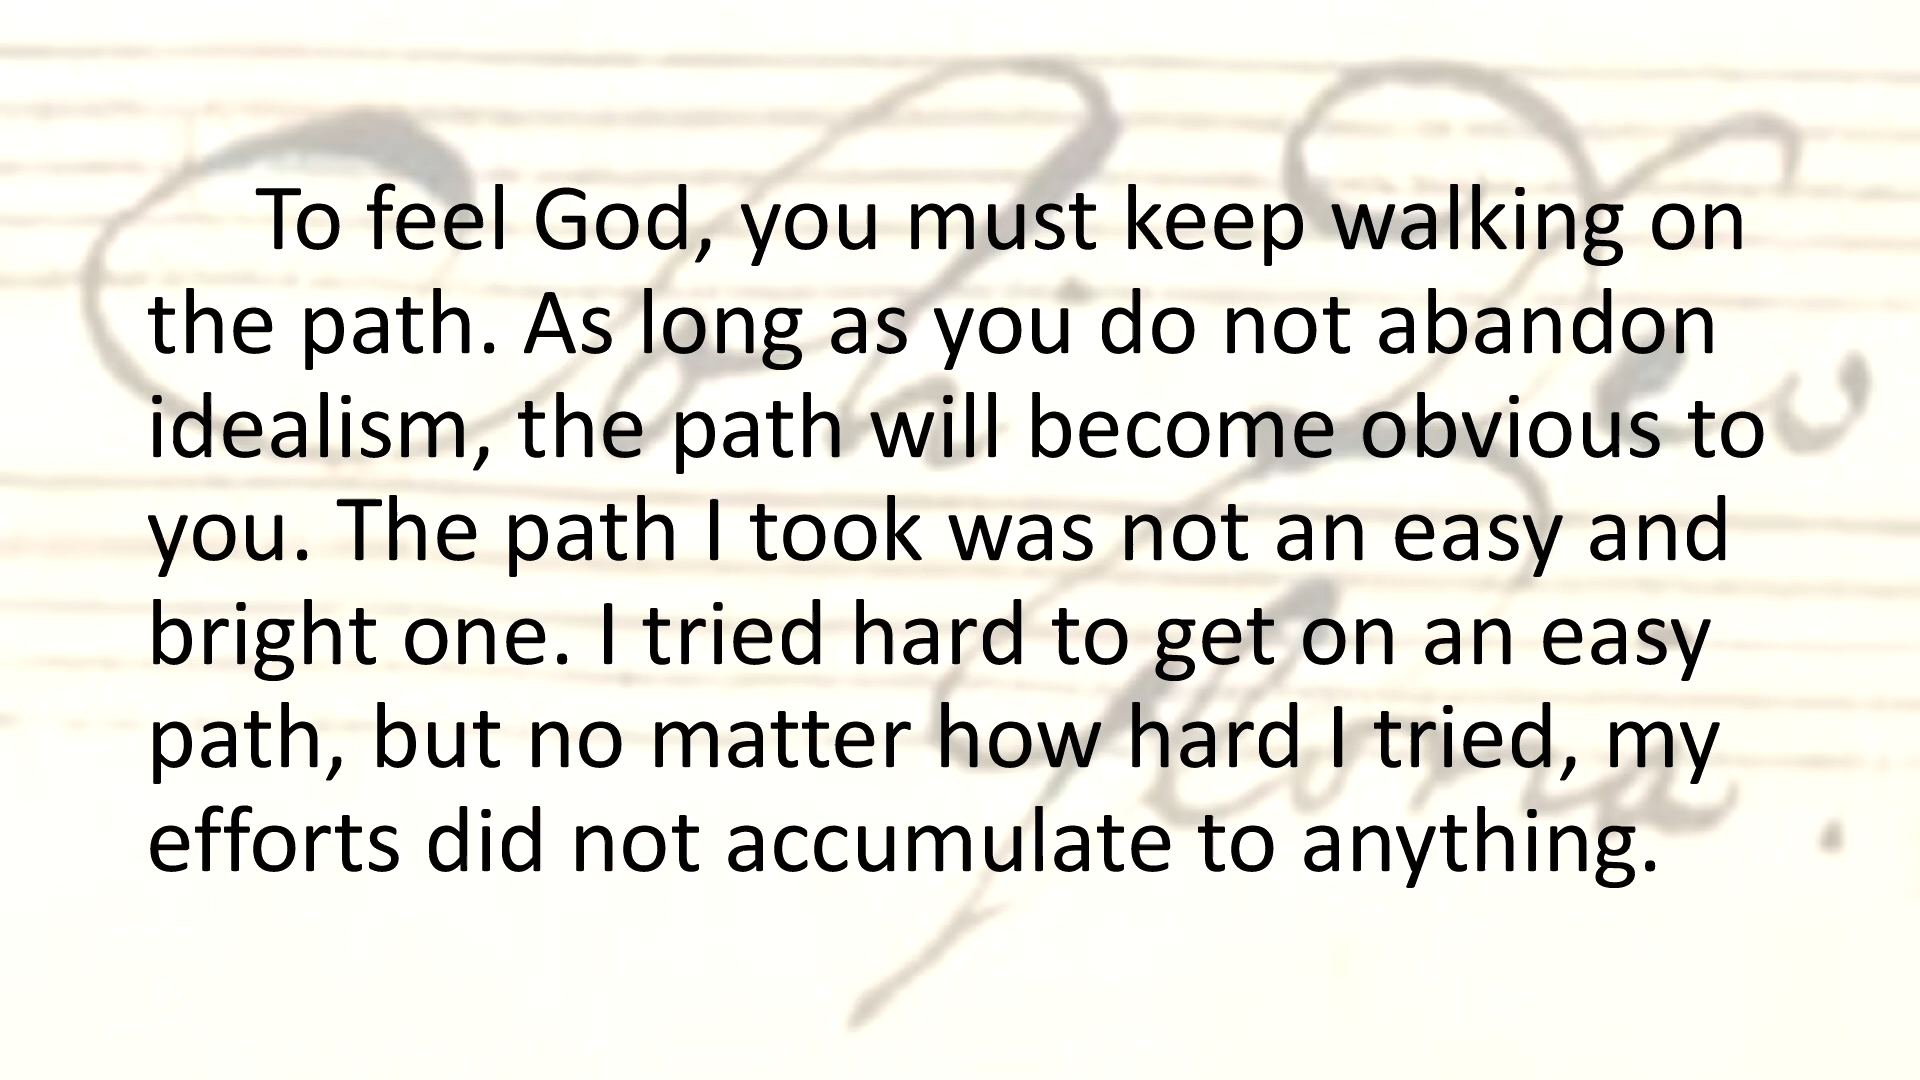 To feel God, you must keep walking on
the path. As long as you do not abandon
idealism, the path will become obvious to
you. The path I took was not an easy and
bright one. I tried hard to get on an easy
path, but no matter how hard I tried, my
efforts did not accumulate to anything.